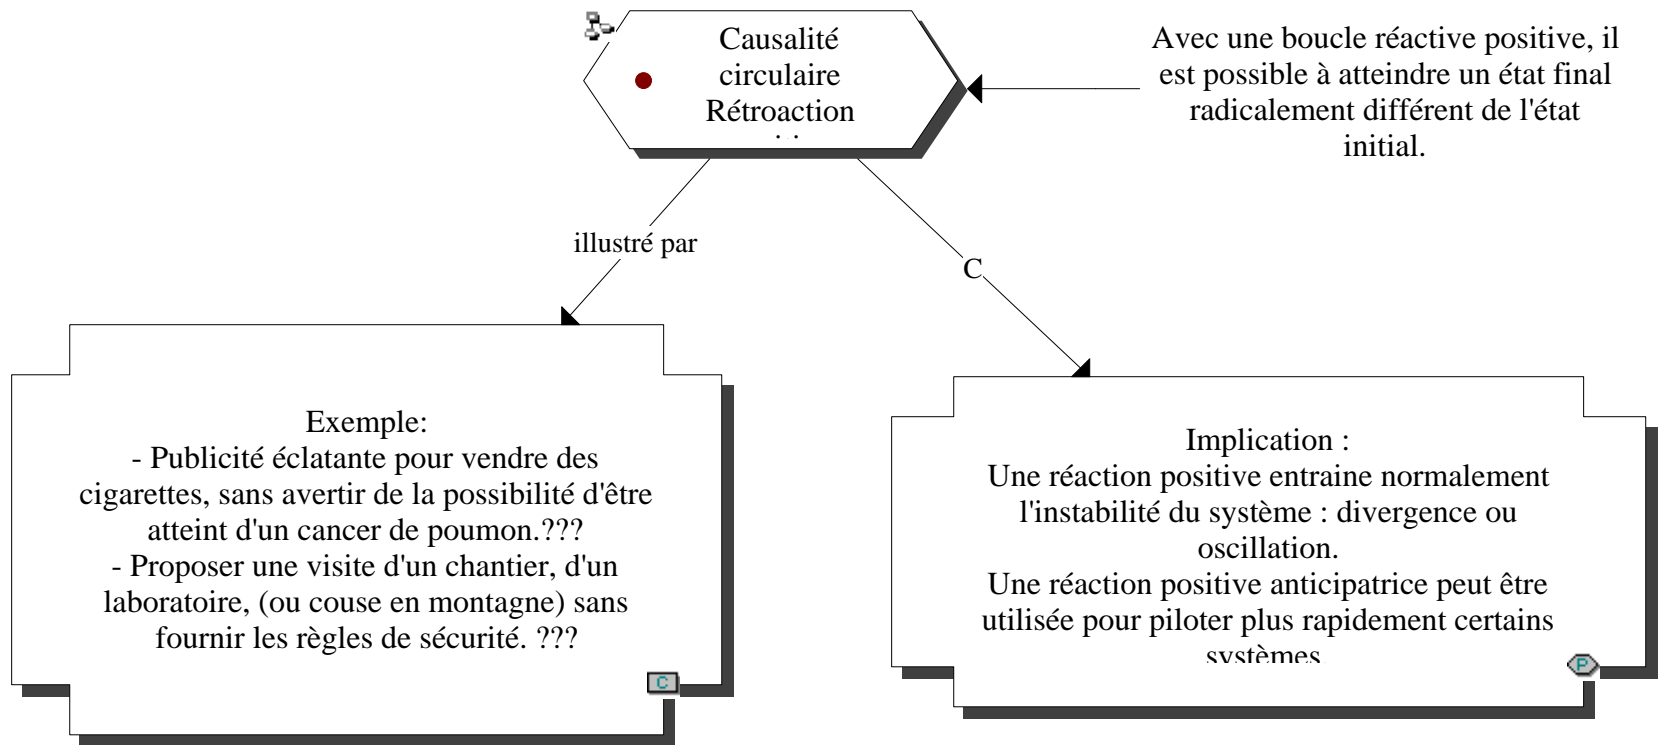 Causalité
circulaire
Rétroaction
Avec une boucle réactive positive, il
est possible à atteindre un état final
radicalement différent de l'état
initial.
illustré par
C
Exemple:
- Publicité éclatante pour vendre des
cigarettes, sans avertir de la possibilité d'être
atteint d'un cancer de poumon.???
- Proposer une visite d'un chantier, d'un
laboratoire, (ou couse en montagne) sans
fournir les règles de sécurité. ???
C
Implication :
Une réaction positive entraine normalement
l'instabilité du système : divergence ou
oscillation.
Une réaction positive anticipatrice peut être
utilisée pour piloter plus rapidement certains
systèmes
P